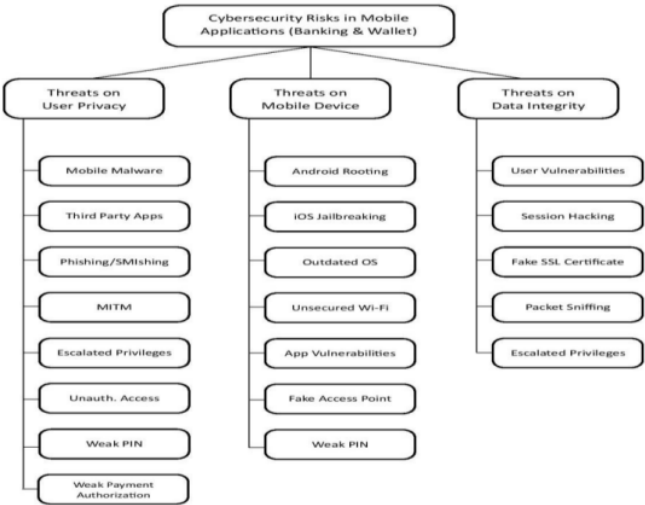 Cybersecurity Risks in Mobile
Applications (Banking & Wallet)
Threats on
User Privacy
Threats on
Mobile Device
Threats on
Data Integrity
Mobile Malware
Third Party Apps
Phishing/SMIshing
MITM
Escalated Privileges
Unauth. Access
Weak PIN
Weak Payment
Authorization
Android Rooting
iOS Jailbreaking
Outdated OS
Unsecured Wi-Fi
App Vulnerabilities
Fake Access Point
Weak PIN
User Vulnerabilities
Session Hacking
Fake SSL Certificate
Packet Sniffing
Escalated Privileges